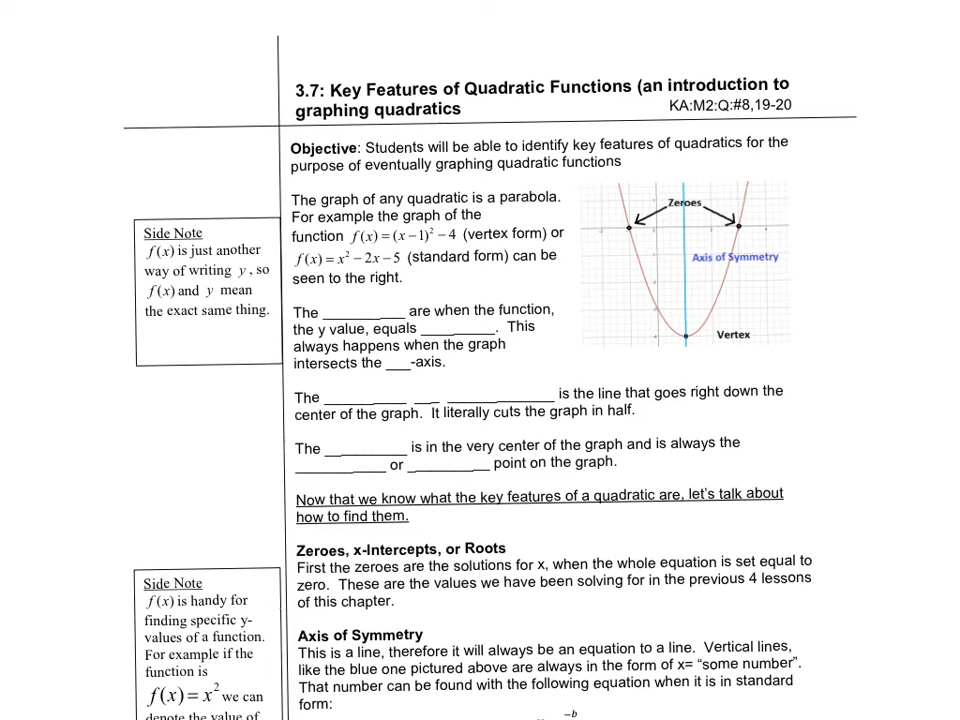 3.7: Key Features of Quadratic Functions (an introduction to
graphing quadratics KA:M2:Q:#8,19-20
Objective: Students will be able to identify key features of quadratics for the
purpose of eventually graphing quadratic functions
The graph of any quadratic is a parabola.
For example the graph of the
function f(x)=(x−1)²−4 (vertex form) or
f(x)=x²−2x−5 (standard form) can be
seen to the right.
Zeroes
Axis of Symmetry
Vertex
Side Note
f(x) is just another
way of writing y, so
f(x) and y mean
the exact same thing.
The __________ are when the function,
the y value, equals _________. This
always happens when the graph
intersects the ___-axis.
The __________ ___ _____________ is the line that goes right down the
center of the graph. It literally cuts the graph in half.
The __________ is in the very center of the graph and is always the
___________ or __________ point on the graph.
Now that we know what the key features of a quadratic are, let's talk about
how to find them.
Zeroes, x-Intercepts, or Roots
First the zeroes are the solutions for x, when the whole equation is set equal to
zero. These are the values we have been solving for in the previous 4 lessons
of this chapter.
Side Note
f(x) is handy for
finding specific y-
values of a function.
For example if the
function is
f(x)=x² we can
denote the value of
Axis of Symmetry
This is a line, therefore it will always be an equation to a line. Vertical lines,
like the blue one pictured above are always in the form of x= “some number”.
That number can be found with the following equation when it is in standard
form:
−b